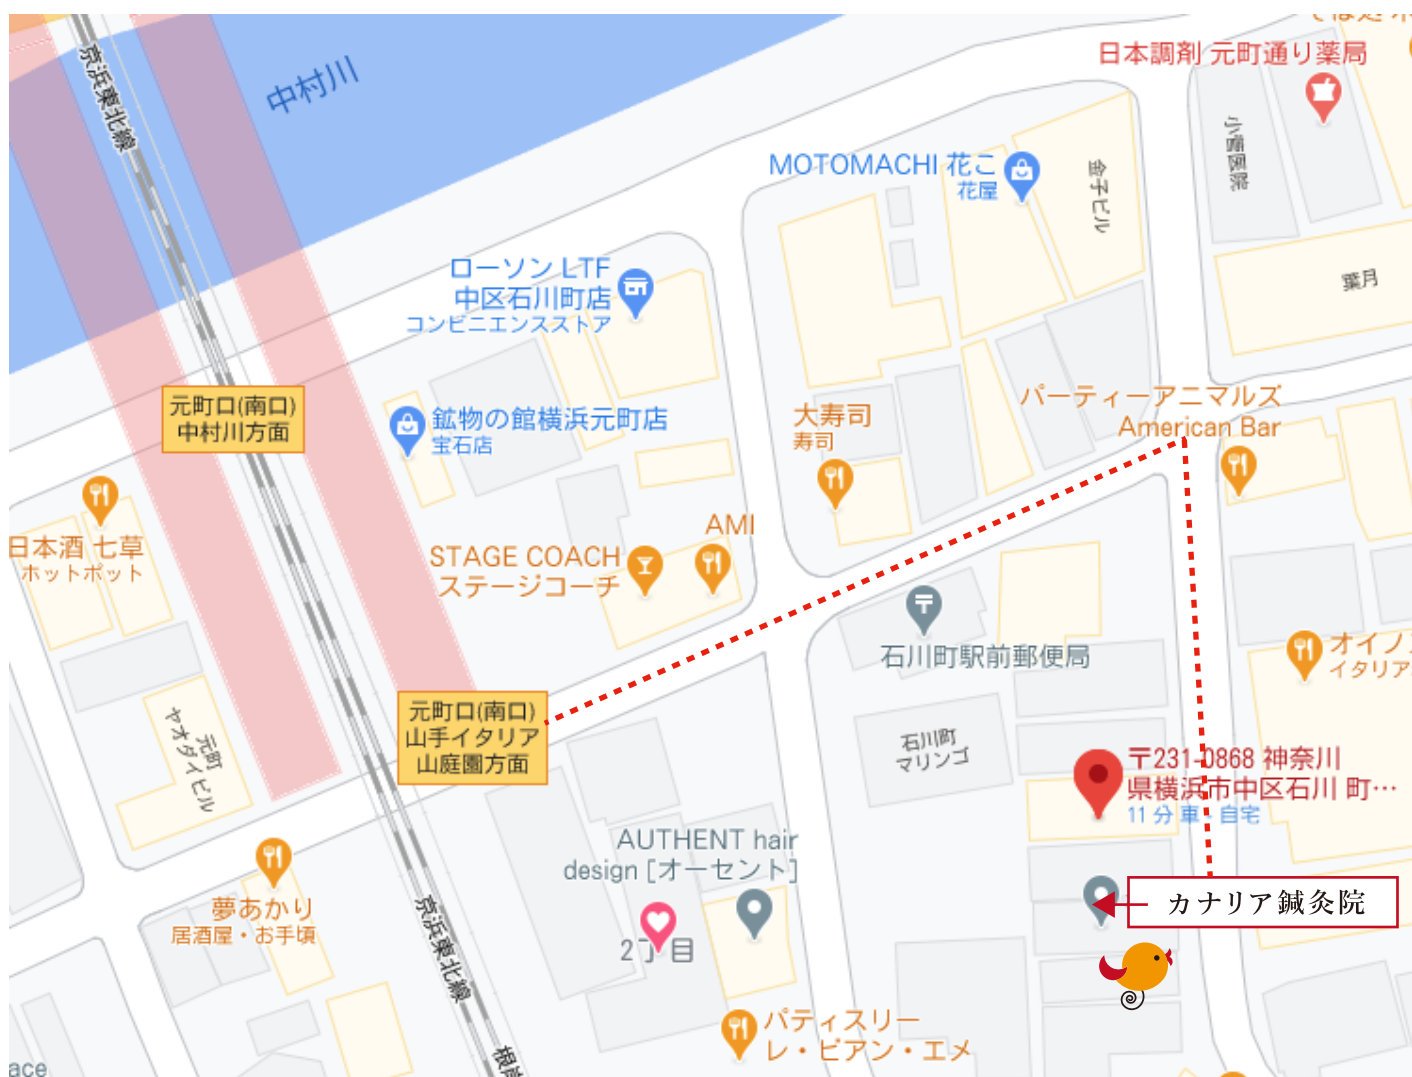 京浜東北線
中村川
日本調剤 元町通り薬局
小菅医院
MOTOMACHI 花こ
花屋
金子ビル
葉月
ローソン LTF
中区石川町店
コンビニエンスストア
元町口(南口)
中村川方面
鉱物の館横浜元町店
宝石店
大寿司
寿司
パーティーアニマルズ
American Bar
日本酒 七草
ホットポット
AMI
STAGE COACH
ステージコーチ
石川町駅前郵便局
オイノ
イタリア
元町口(南口)
山手イタリア
山庭園方面
元町
ヤオダイビル
石川町
マリンゴ
〒231-0868 神奈川
県横浜市中区石川 町…
11 分 車 - 自宅
AUTHENT hair
design [オーセント]
カナリア鍼灸院
夢あかり
居酒屋・お手頃
2丁目
京浜東北線
パティスリー
レ・ビアン・エメ
根岸
ace